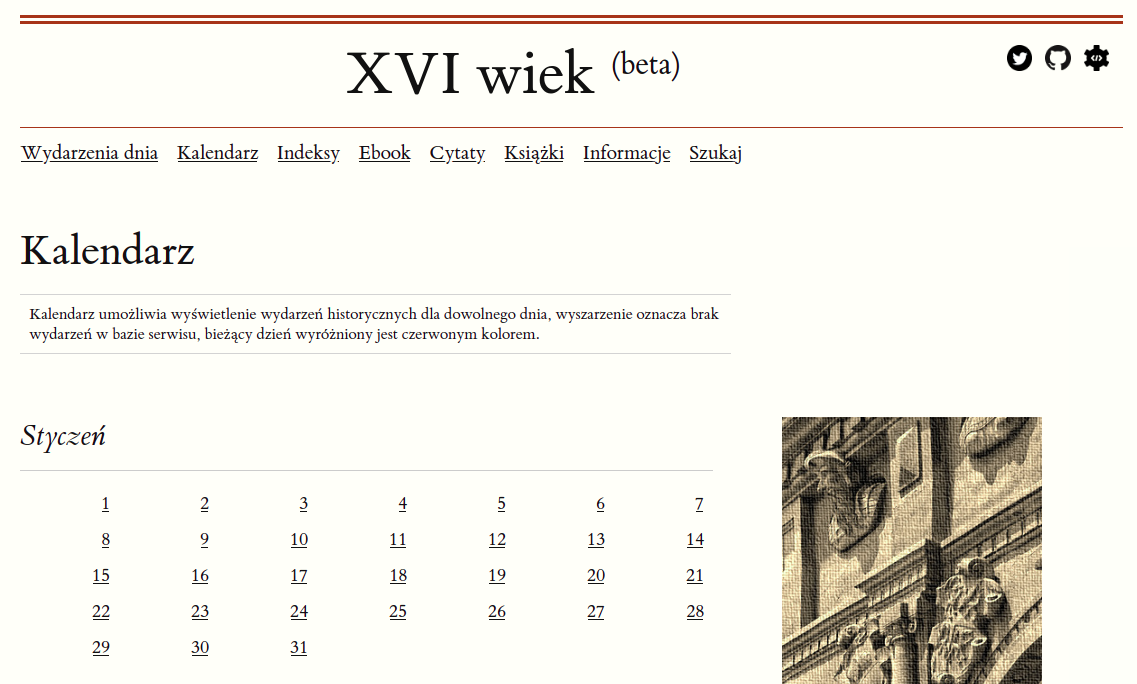 XVI wiek (beta)
Wydarzenia dnia Kalendarz Indeksy Ebook Cytaty Książki Informacje Szukaj
Kalendarz
Kalendarz umożliwia wyświetlenie wydarzeń historycznych dla dowolnego dnia, wyszarzenie oznacza brak
wydarzeń w bazie serwisu, bieżący dzień wyróżniony jest czerwonym kolorem.
Styczeń
1 2 3 4 5 6 7
8 9 10 11 12 13 14
15 16 17 18 19 20 21
22 23 24 25 26 27 28
29 30 31